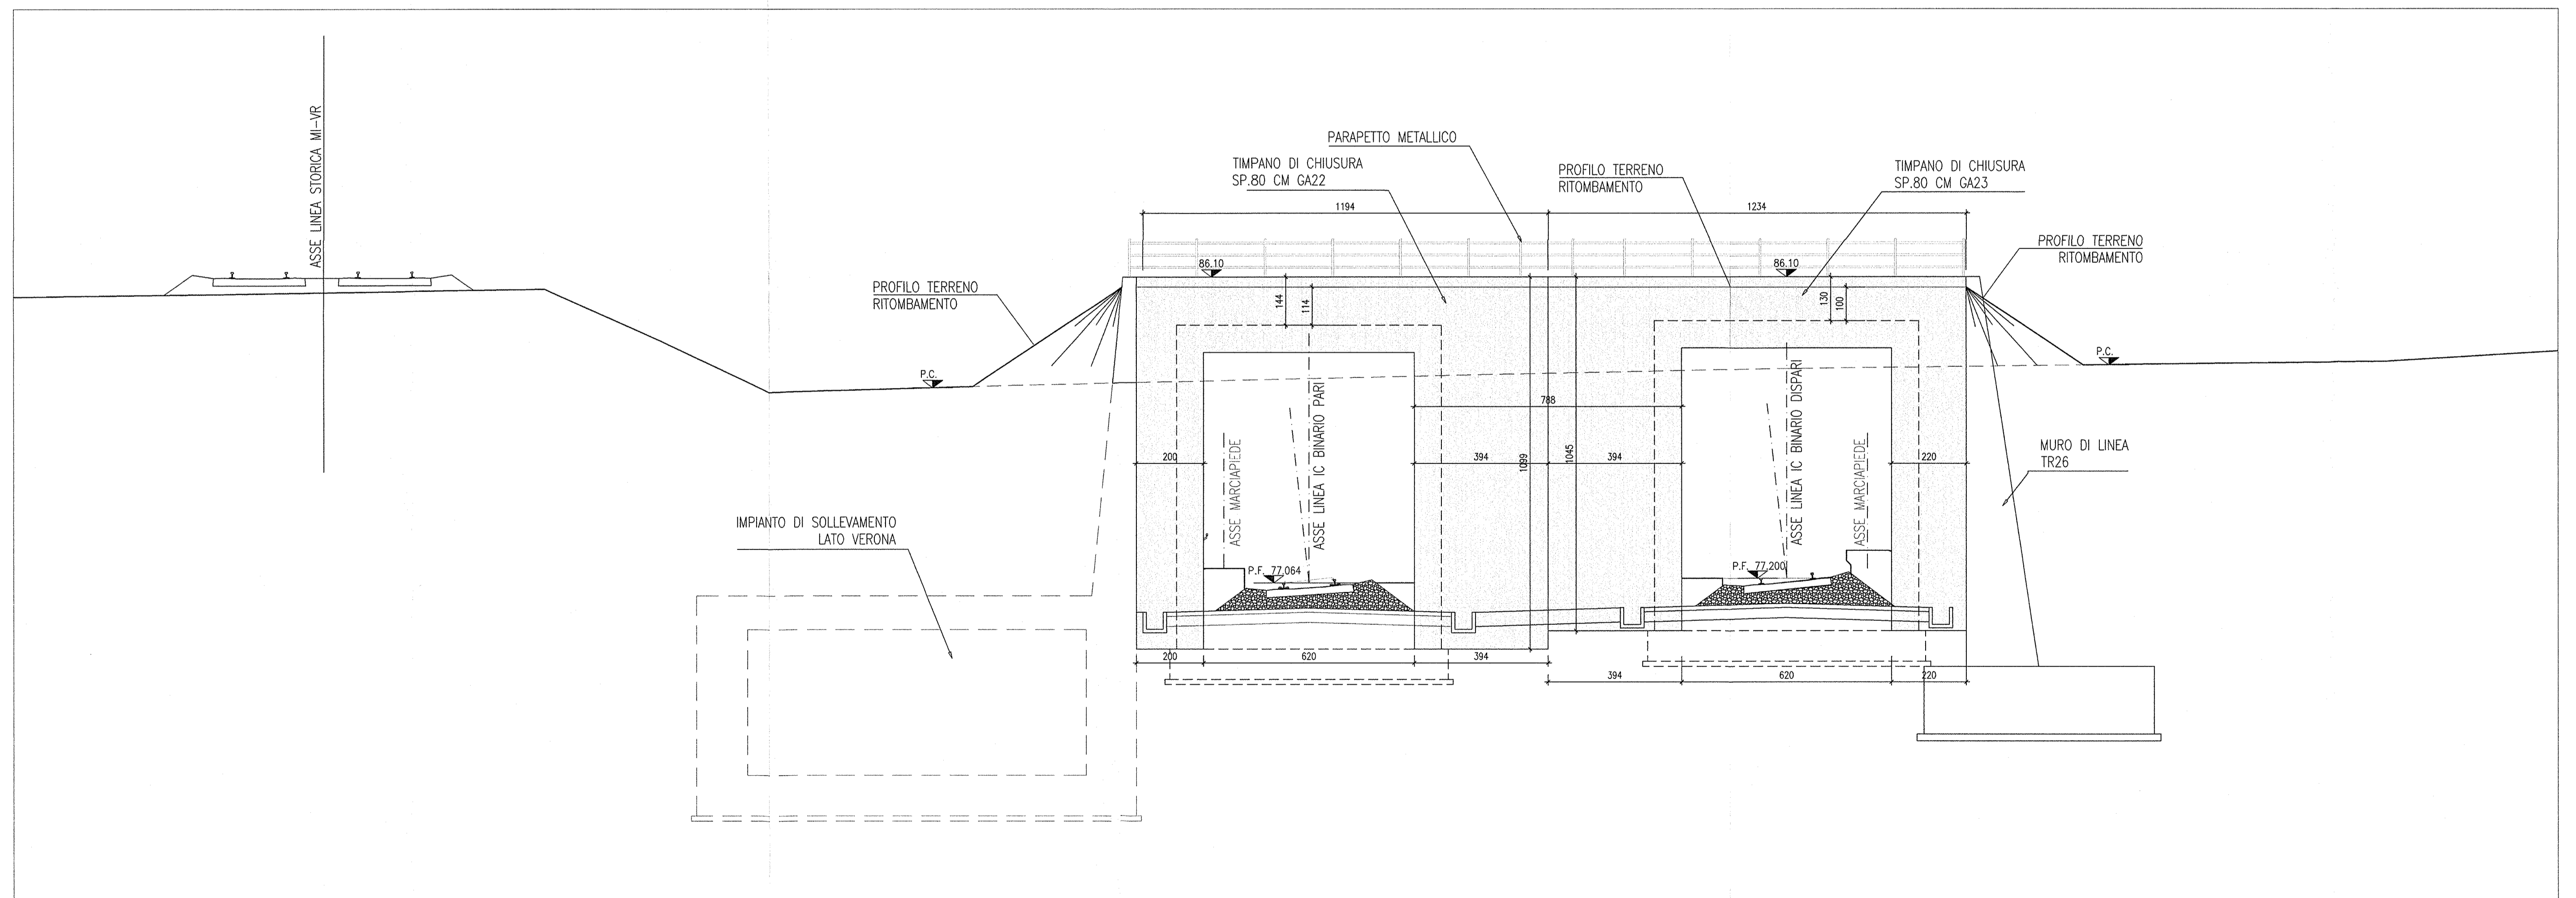 ASSE LINEA STORICA MI-VR
PARAPETTO METALLICO
TIMPANO DI CHIUSURA
SP.80 CM GA22
PROFILO TERRENO
RITOMBAMENTO
TIMPANO DI CHIUSURA
SP.80 CM GA23
1194
1234
PROFILO TERRENO
RITOMBAMENTO
86.10
86.10
PROFILO TERRENO
RITOMBAMENTO
144
114
130
100
P.C.
P.C.
788
ASSE MARCIAPIEDE
ASSE LINEA IC BINARIO PARI
ASSE LINEA IC BINARIO DISPARI
ASSE MARCIAPIEDE
200
394
1099
1045
394
220
MURO DI LINEA
TR26
IMPIANTO DI SOLLEVAMENTO
LATO VERONA
P.F. 77,064
P.F. 77,200
200
620
394
394
620
220